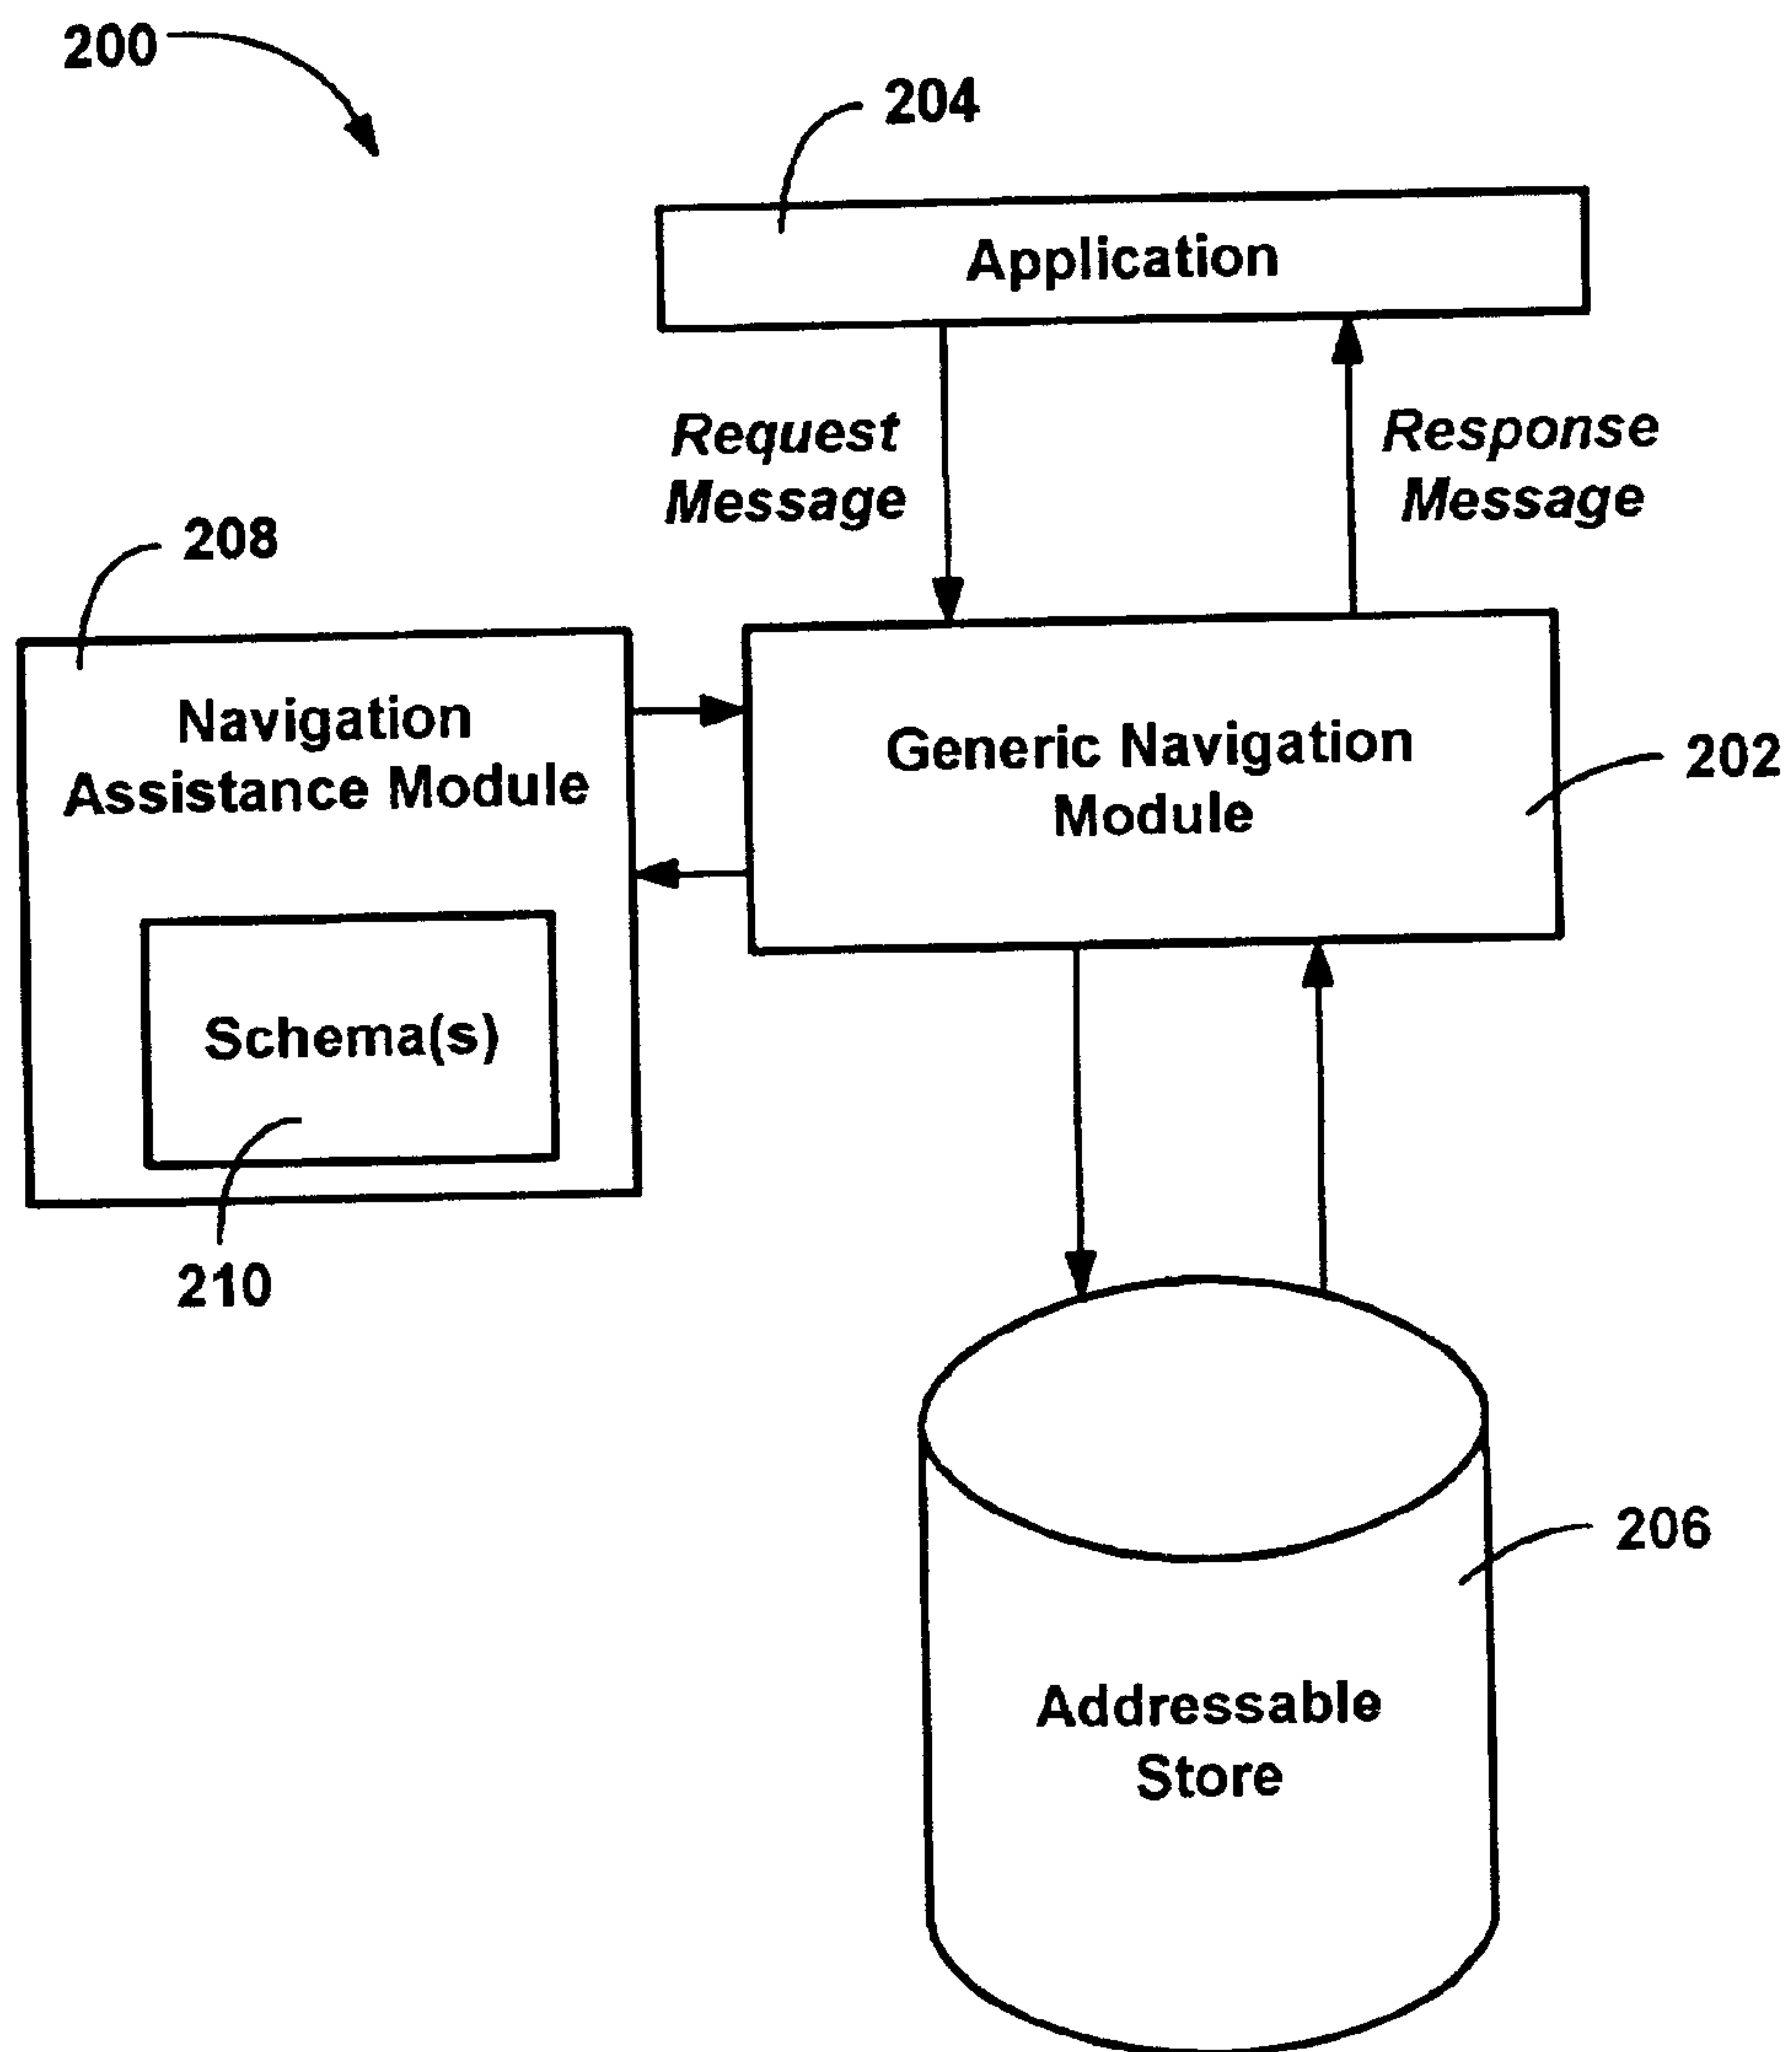 200
204
Application
Request
Message
Response
Message
208
Navigation
Assistance Module
Generic Navigation
Module
202
Schema(s)
210
206
Addressable
Store